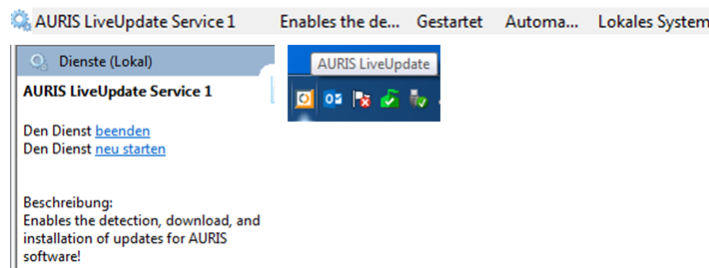 AURIS LiveUpdate Service 1 Enables the de... Gestartet Automa... Lokales System
Dienste (Lokal)
AURIS LiveUpdate Service 1
Den Dienst beenden
Den Dienst neu starten
Beschreibung:
Enables the detection, download, and
installation of updates for AURIS
software!
AURIS LiveUpdate